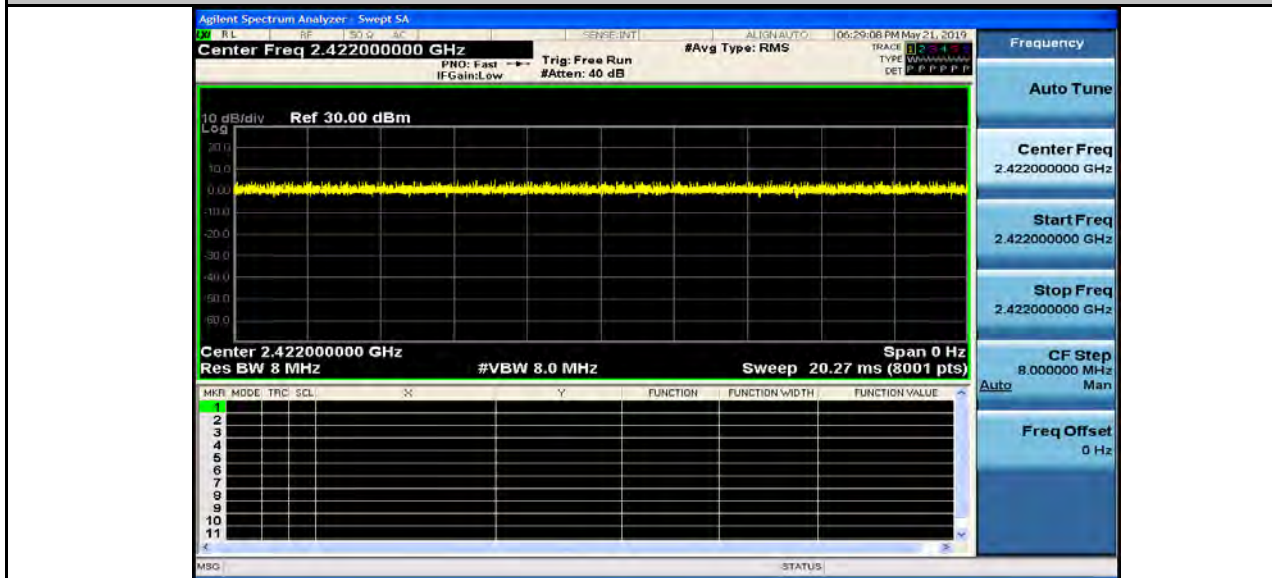 Agilent Spectrum Analyzer - Swept SA
LXI RL RF 50 Ω AC SENSE:INT ALIGN AUTO 06:29:08 PM May 21, 2019
Center Freq 2.422000000 GHz
PNO: Fast
IFGain:Low
Trig: Free Run
#Atten: 40 dB
#Avg Type: RMS
TRACE 1 2 3 4 5 6
TYPE
DET P P P P P P
10 dB/div Ref 30.00 dBm
Log
20.0
10.0
0.00
-10.0
-20.0
-30.0
-40.0
-50.0
-60.0
Center 2.422000000 GHz
Span 0 Hz
Res BW 8 MHz
#VBW 8.0 MHz
Sweep 20.27 ms (8001 pts)
MKR MODE TRC SCL X Y FUNCTION FUNCTION WIDTH FUNCTION VALUE
1
2
3
4
5
6
7
8
9
10
11
MSG
STATUS
Frequency
Auto Tune
Center Freq
2.422000000 GHz
Start Freq
2.422000000 GHz
Stop Freq
2.422000000 GHz
CF Step
8.000000 MHz
Auto Man
Freq Offset
0 Hz